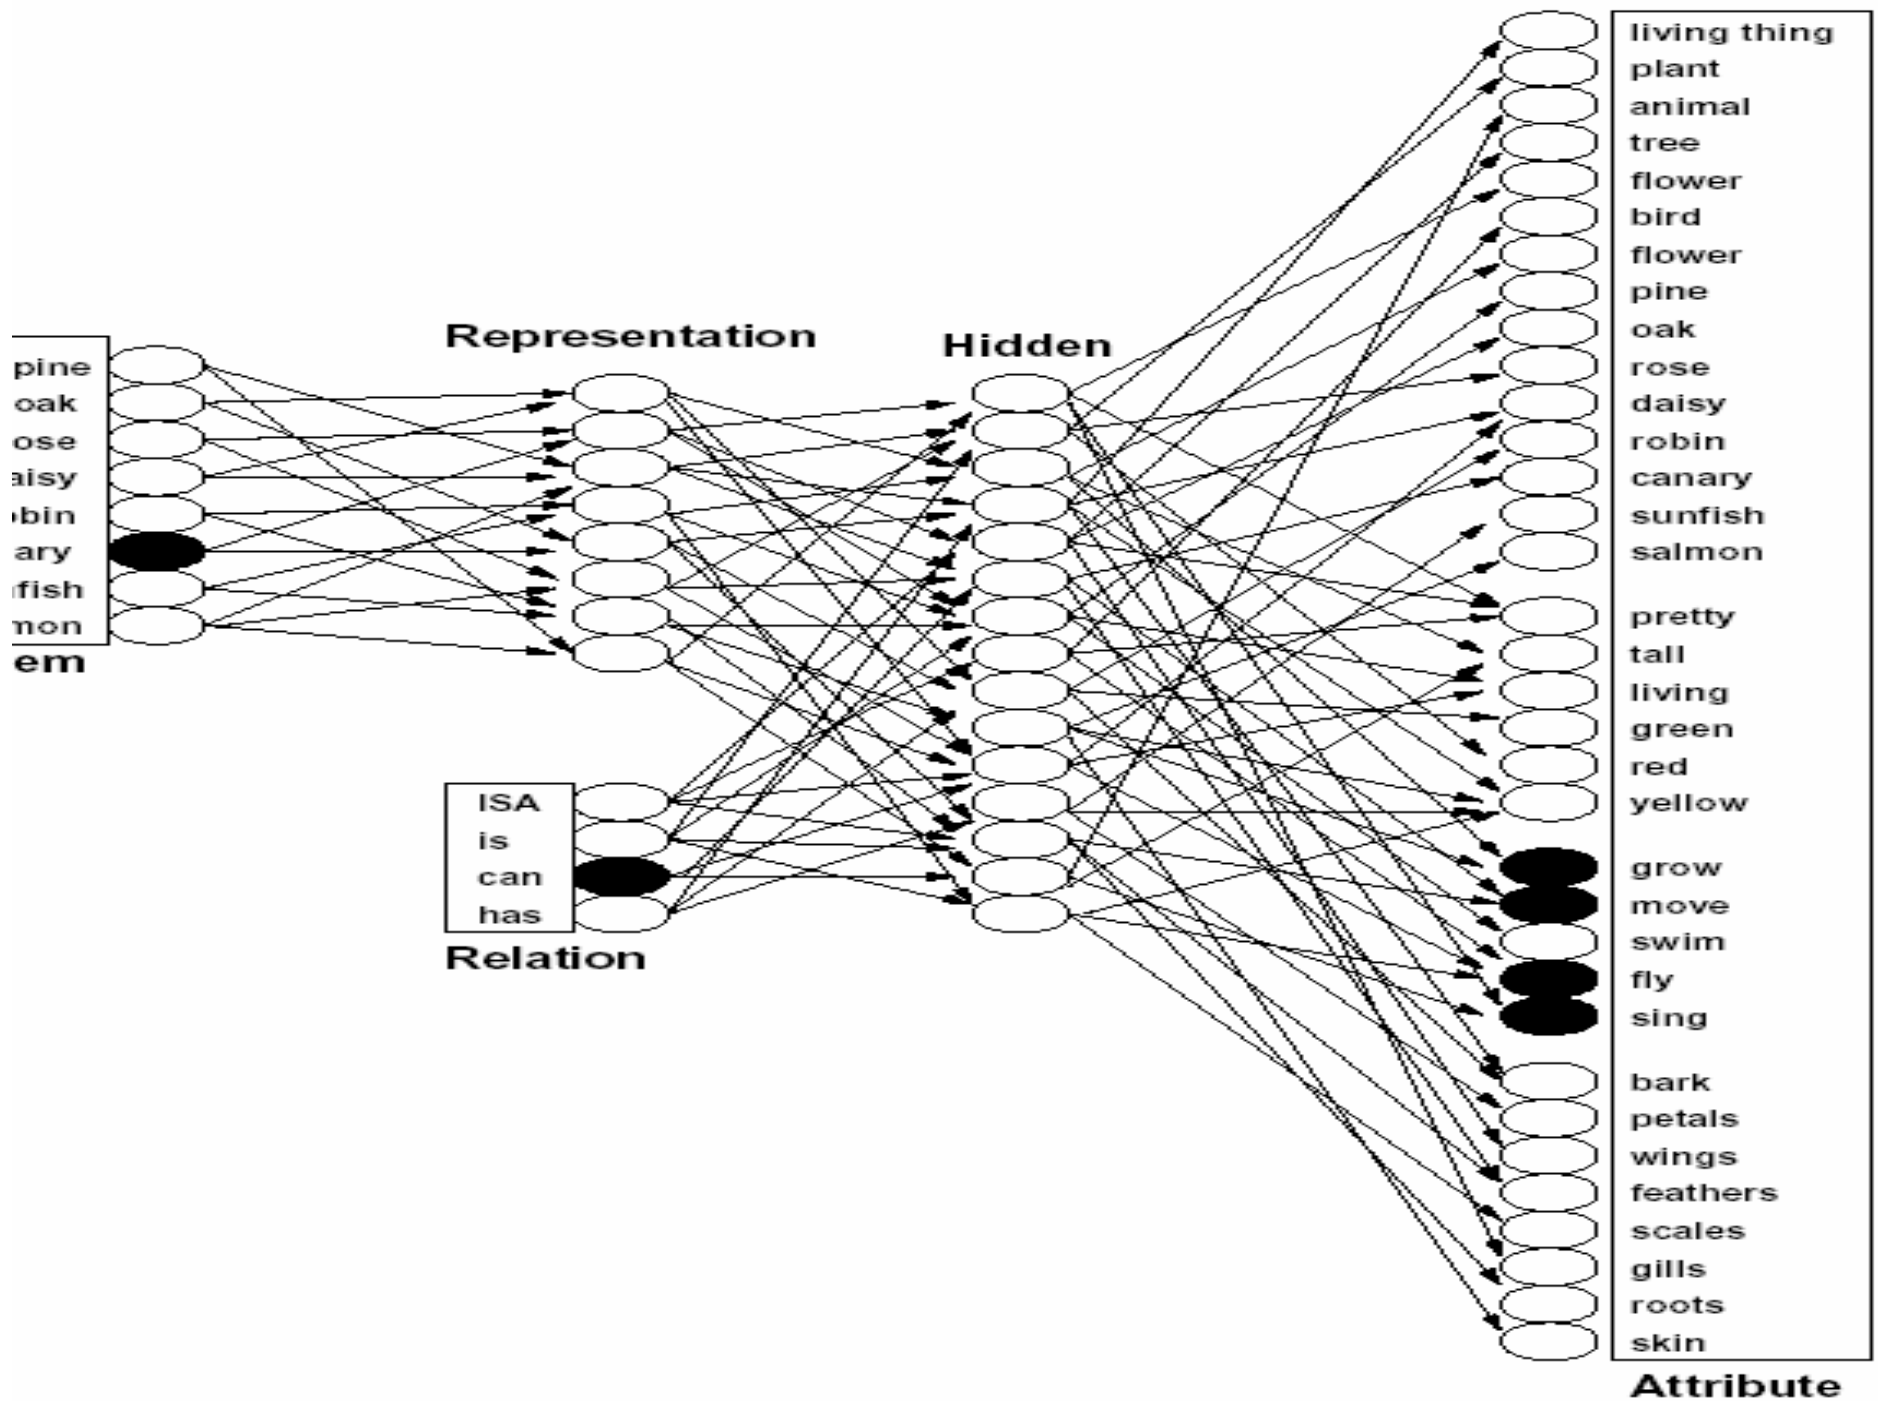 pine
oak
ose
aisy
bin
ary
fish
mon
em
Representation
Hidden
ISA
is
can
has
Relation
living thing
plant
animal
tree
flower
bird
flower
pine
oak
rose
daisy
robin
canary
sunfish
salmon
pretty
tall
living
green
red
yellow
grow
move
swim
fly
sing
bark
petals
wings
feathers
scales
gills
roots
skin
Attribute